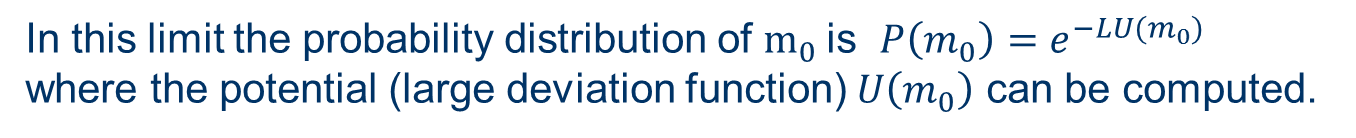 In this limit the probability distribution of m₀ is P(m₀) = e^{−LU(m₀)}
where the potential (large deviation function) U(m₀) can be computed.